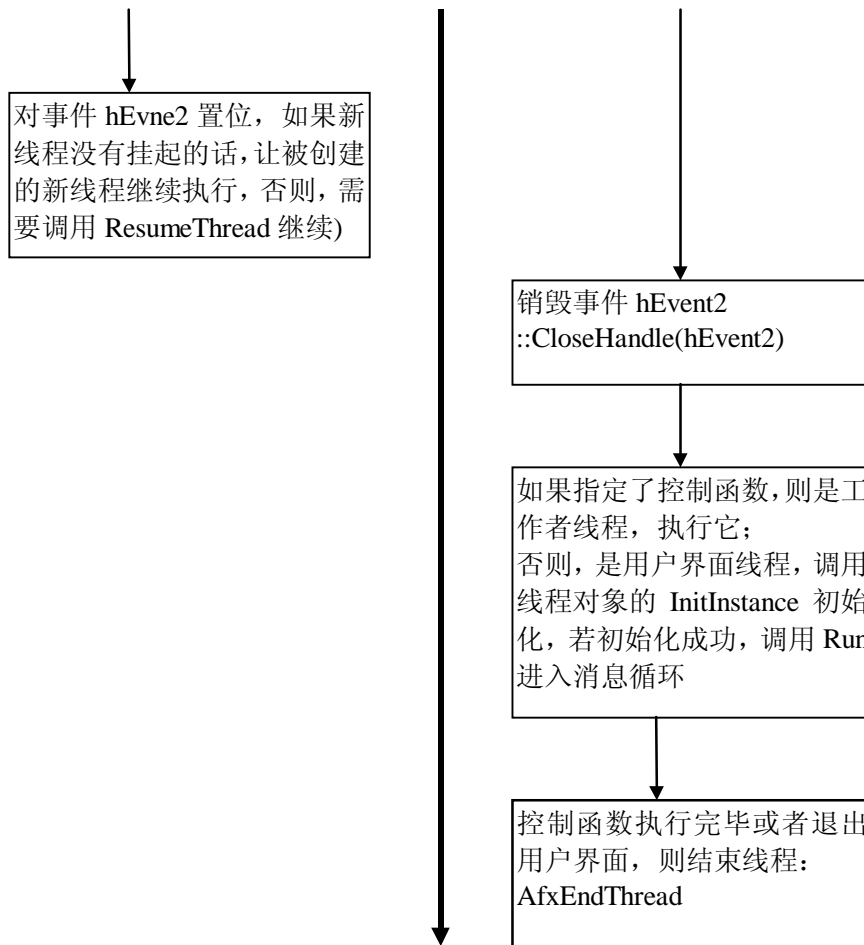 对事件 hEvne2 置位，如果新
线程没有挂起的话，让被创建
的新线程继续执行，否则，需
要调用 ResumeThread 继续)
销毁事件 hEvent2
::CloseHandle(hEvent2)
如果指定了控制函数，则是工
作者线程，执行它；
否则，是用户界面线程，调用
线程对象的 InitInstance 初始
化，若初始化成功，调用 Run
进入消息循环
控制函数执行完毕或者退出
用户界面，则结束线程：
AfxEndThread